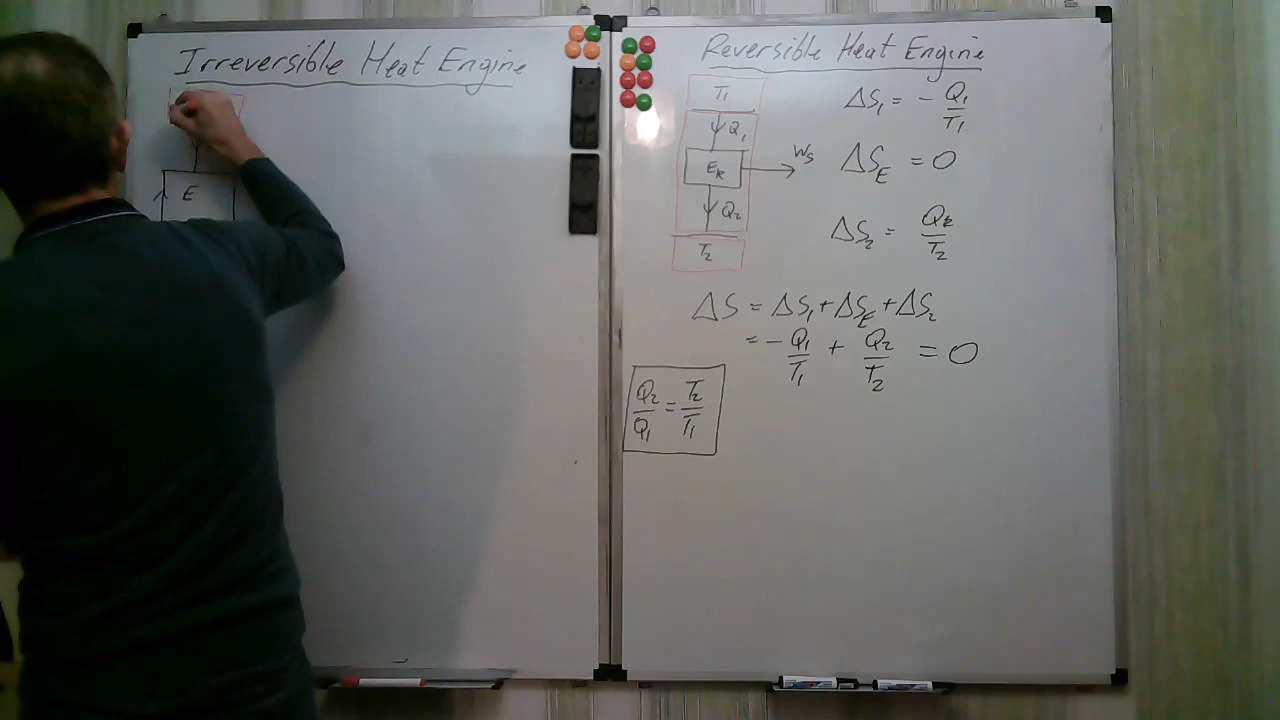 Irreversible Heat Engine
E
Reversible Heat Engine
T₁
Q₁
E_R
W_S
Q₂
T₂
ΔS₁ = - Q₁/T₁
ΔS_E = 0
ΔS₂ = Q₂/T₂
ΔS = ΔS₁ + ΔS_E + ΔS₂
= - Q₁/T₁ + Q₂/T₂ = 0
Q₂/Q₁ = T₂/T₁